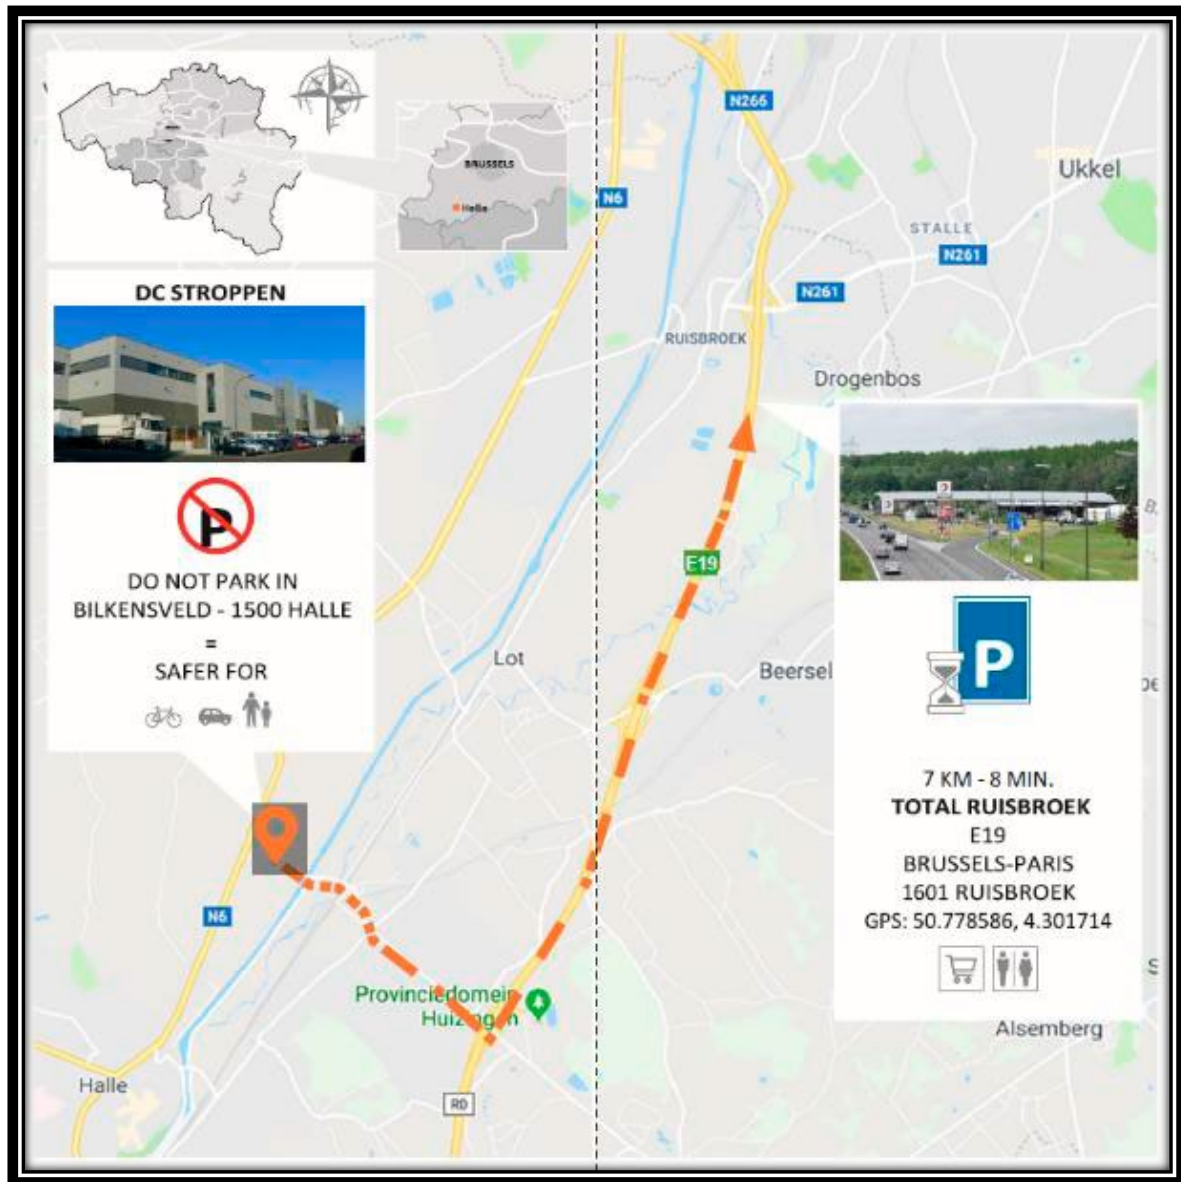 BRUSSELS
Halle
DC STROPPEN
P
DO NOT PARK IN
BILKENSVELD - 1500 HALLE
=
SAFER FOR
N266
Ukkel
N6
STALLE
N261
N261
RUISBROEK
Drogenbos
E19
Lot
Beersel
P
7 KM - 8 MIN.
TOTAL RUISBROEK
E19
BRUSSELS-PARIS
1601 RUISBROEK
GPS: 50.778586, 4.301714
N6
Provinciedomein
Huizingen
Alsemberg
Halle
R0